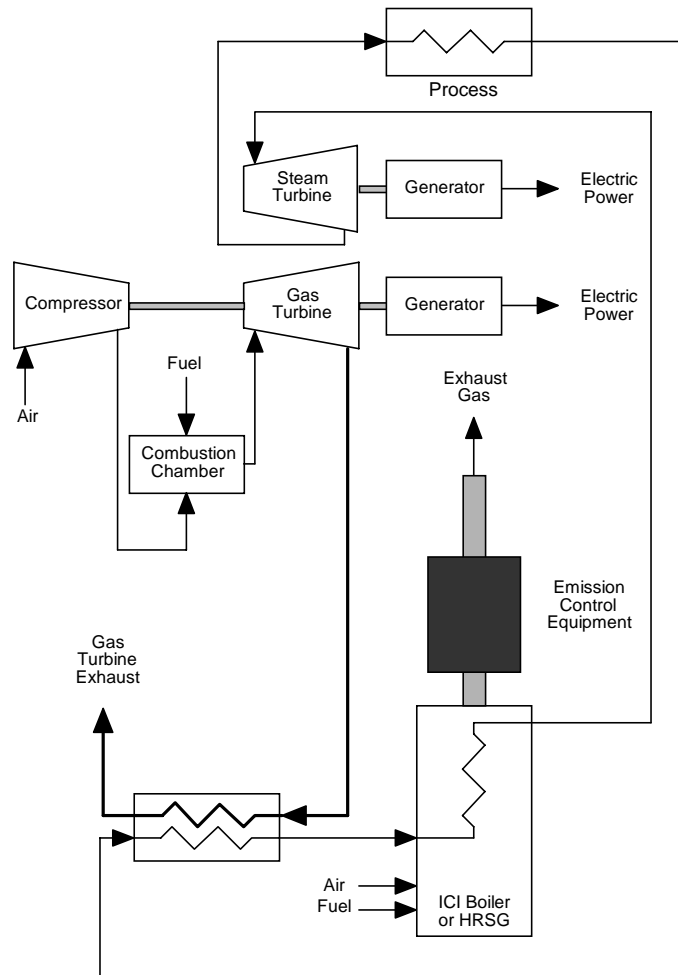 Process
Steam
Turbine
Generator
Electric
Power
Compressor
Gas
Turbine
Generator
Electric
Power
Air
Fuel
Combustion
Chamber
Exhaust
Gas
Emission
Control
Equipment
Gas
Turbine
Exhaust
Air
Fuel
ICI Boiler
or HRSG